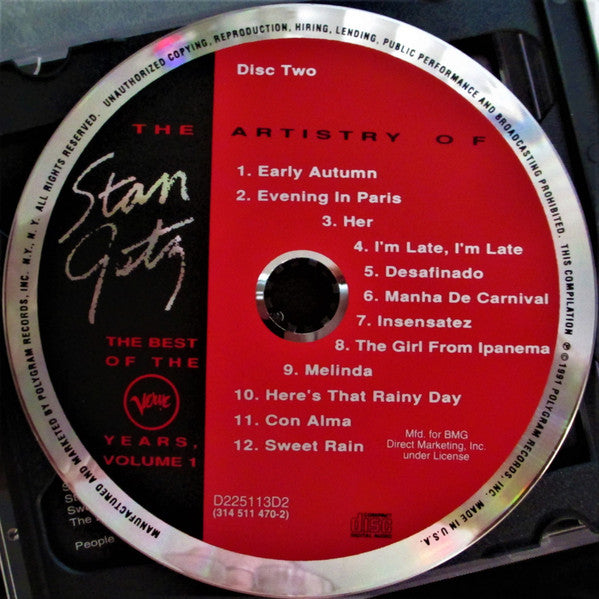 UNAUTHORIZED COPYING, REPRODUCTION, HIRING, LENDING, PUBLIC PERFORMANCE AND BROADCASTING PROHIBITED. THIS COMPILATION ℗ © 1991 POLYGRAM RECORDS, INC. MADE IN U.S.A.
MANUFACTURED AND MARKETED BY POLYGRAM RECORDS, INC. N.Y., N.Y. ALL RIGHTS RESERVED.
Disc Two
THE ARTISTRY OF
Stan
Getz
THE BEST
OF THE
Verve
YEARS,
VOLUME 1
1. Early Autumn
2. Evening In Paris
3. Her
4. I'm Late, I'm Late
5. Desafinado
6. Manha De Carnival
7. Insensatez
8. The Girl From Ipanema
9. Melinda
10. Here's That Rainy Day
11. Con Alma
12. Sweet Rain
Mfd. for BMG
Direct Marketing, Inc.
under License
D225113D2
(314 511 470-2)
COMPACT
disc
DIGITAL AUDIO
People